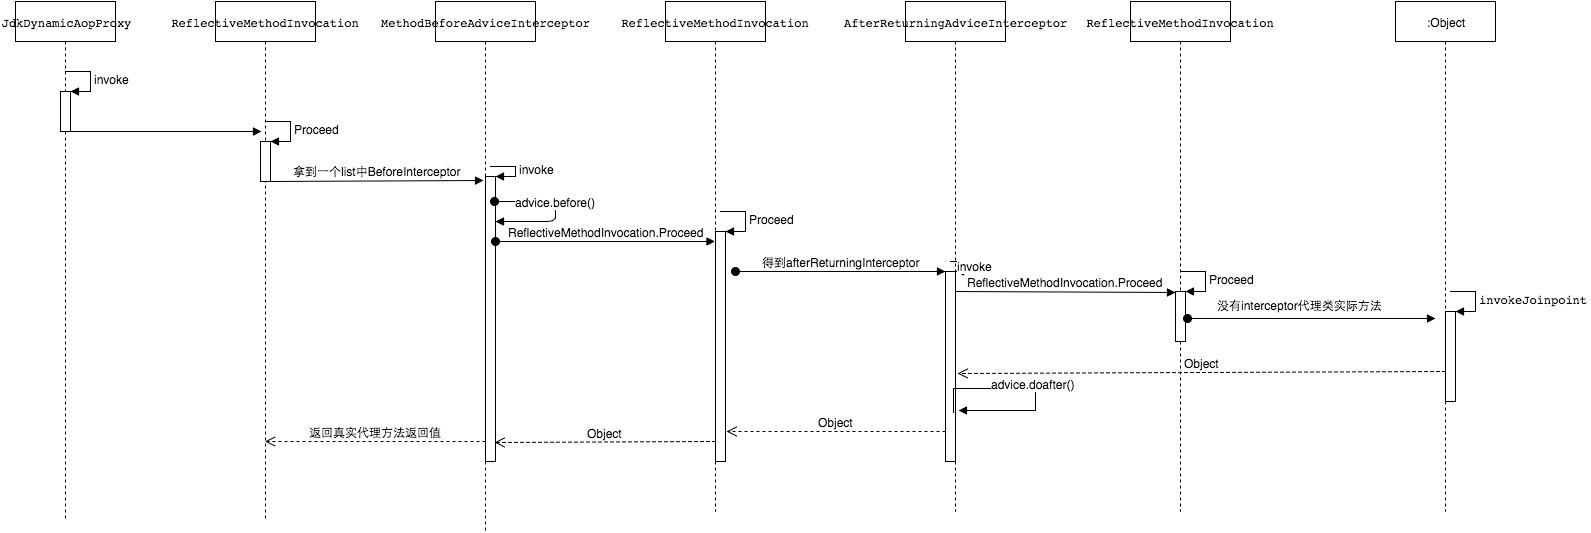 JdkDynamicAopProxy
ReflectiveMethodInvocation
MethodBeforeAdviceInterceptor
ReflectiveMethodInvocation
AfterReturningAdviceInterceptor
ReflectiveMethodInvocation
:Object
invoke
Proceed
拿到一个list中BeforeInterceptor
invoke
advice.before()
Proceed
ReflectiveMethodInvocation.Proceed
得到afterReturningInterceptor
invoke
ReflectiveMethodInvocation.Proceed
Proceed
没有interceptor代理类实际方法
invokeJoinpoint
Object
advice.doafter()
Object
Object
返回真实代理方法返回值